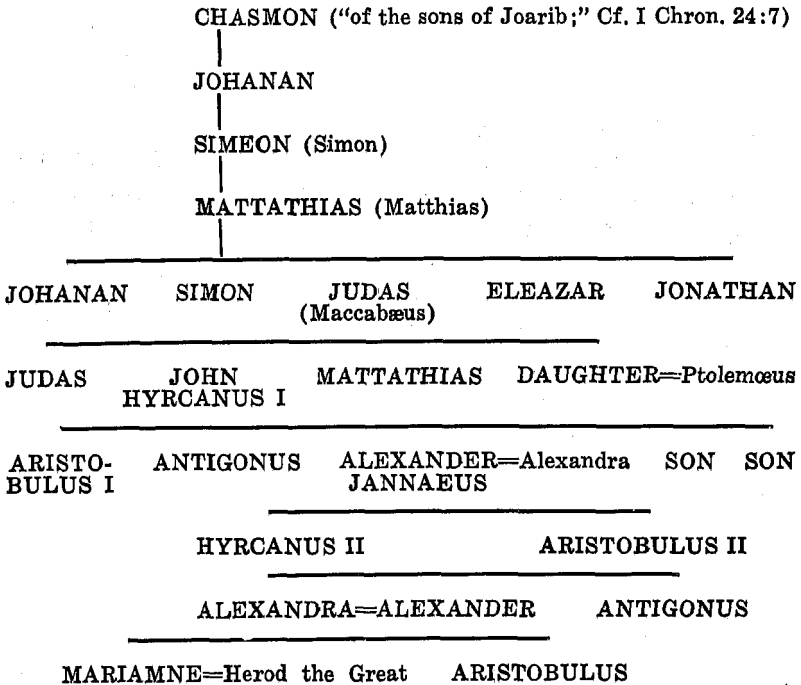 CHASMON ("of the sons of Joarib;" Cf. I Chron. 24:7)
JOHANAN
SIMEON (Simon)
MATTATHIAS (Matthias)
JOHANAN SIMON JUDAS ELEAZAR JONATHAN
(Maccabæus)
JUDAS JOHN MATTATHIAS DAUGHTER=Ptolemœus
HYRCANUS I
ARISTO- ANTIGONUS ALEXANDER=Alexandra SON SON
BULUS I JANNAEUS
HYRCANUS II ARISTOBULUS II
ALEXANDRA=ALEXANDER ANTIGONUS
MARIAMNE=Herod the Great ARISTOBULUS